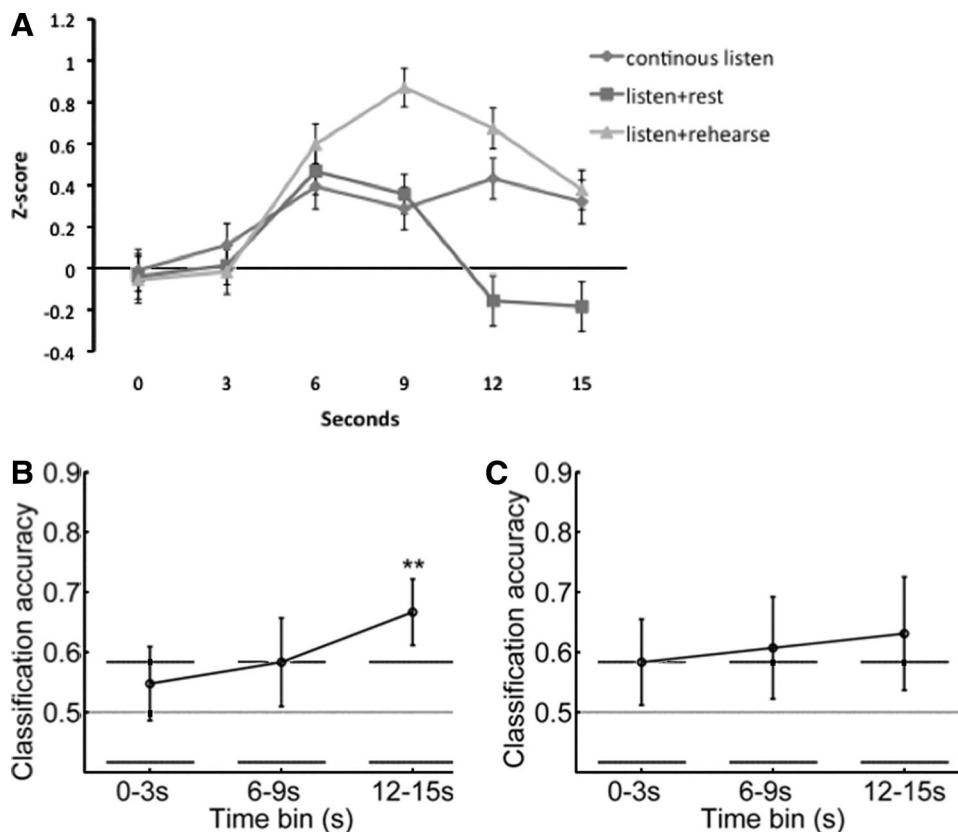 A
1.2
1
0.8
0.6
0.4
0.2
0
-0.2
-0.4
Z-score
0 3 6 9 12 15
Seconds
continous listen
listen+rest
listen+rehearse
B
0.9
0.8
0.7
0.6
0.5
Classification accuracy
**
0-3s 6-9s 12-15s
Time bin (s)
C
0.9
0.8
0.7
0.6
0.5
Classification accuracy
0-3s 6-9s 12-15s
Time bin (s)